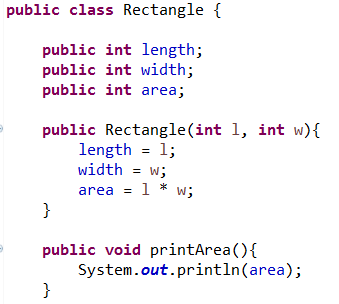 public class Rectangle {
public int length;
public int width;
public int area;
public Rectangle(int l, int w){
length = l;
width = w;
area = l * w;
}
public void printArea(){
System.out.println(area);
}